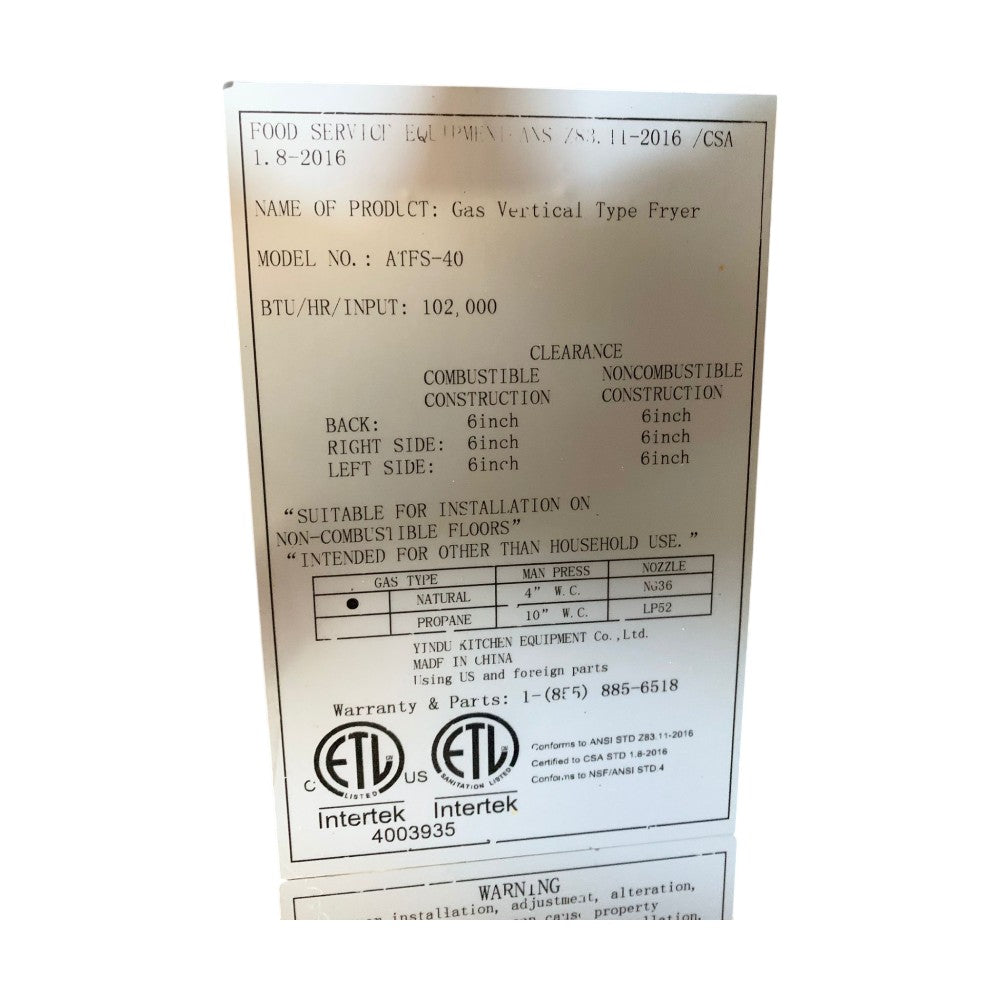 FOOD SERVICE EQUIPMENT ANS Z83.11-2016 /CSA
1.8-2016
NAME OF PRODUCT: Gas Vertical Type Fryer
MODEL NO.: ATFS-40
BTU/HR/INPUT: 102,000
CLEARANCE
COMBUSTIBLE NONCOMBUSTIBLE
CONSTRUCTION CONSTRUCTION
BACK: 6inch 6inch
RIGHT SIDE: 6inch 6inch
LEFT SIDE: 6inch 6inch
“SUITABLE FOR INSTALLATION ON
NON-COMBUSTIBLE FLOORS”
“INTENDED FOR OTHER THAN HOUSEHOLD USE.”
GAS TYPE MAN PRESS NOZZLE
● NATURAL 4” W.C. NG36
PROPANE 10” W.C. LP52
YINDU KITCHEN EQUIPMENT Co.,Ltd.
MADE IN CHINA
Using US and foreign parts
Warranty & Parts: 1-(855) 885-6518
ETL CM LISTED
C US
Intertek
4003935
ETL CM SANITATION LISTED
Intertek
Conforms to ANSI STD Z83.11-2016
Certified to CSA STD 1.8-2016
Conforms to NSF/ANSI STD.4
WARNING
installation, adjustment, alteration,
can cause property